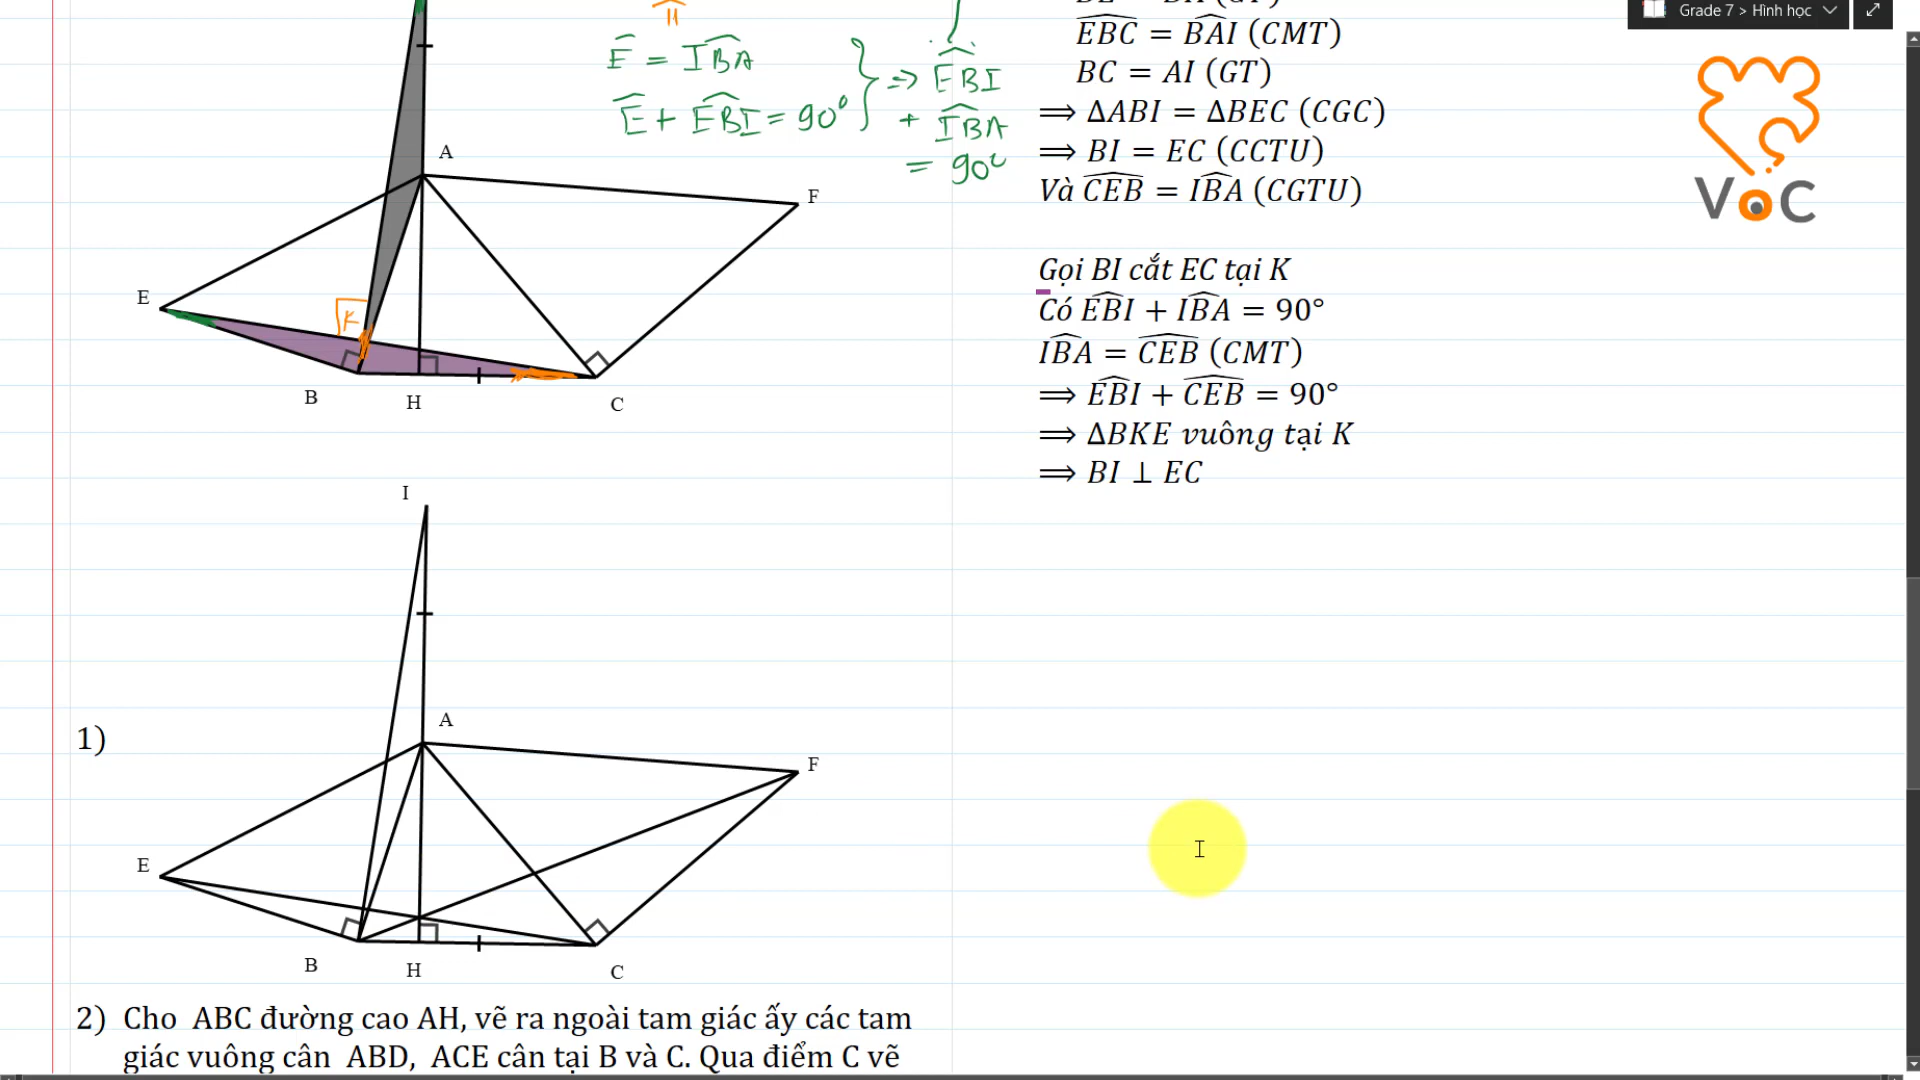 Grade 7 > Hình học
BE = BA (GT)
EBC = BAI (CMT)
BC = AI (GT)
⟹ ΔABI = ΔBEC (CGC)
⟹ BI = EC (CCTU)
Và CEB = IBA (CGTU)
Gọi BI cắt EC tại K
Có EBI + IBA = 90°
IBA = CEB (CMT)
⟹ EBI + CEB = 90°
⟹ ΔBKE vuông tại K
⟹ BI ⊥ EC
VOC
E = IBA
E + EBI = 90°
=> EBI
+ IBA
= 90°
A
F
E
K
B
H
C
I
1)
A
F
E
B
H
C
2) Cho ABC đường cao AH, vẽ ra ngoài tam giác ấy các tam
giác vuông cân ABD, ACE cân tại B và C. Qua điểm C vẽ